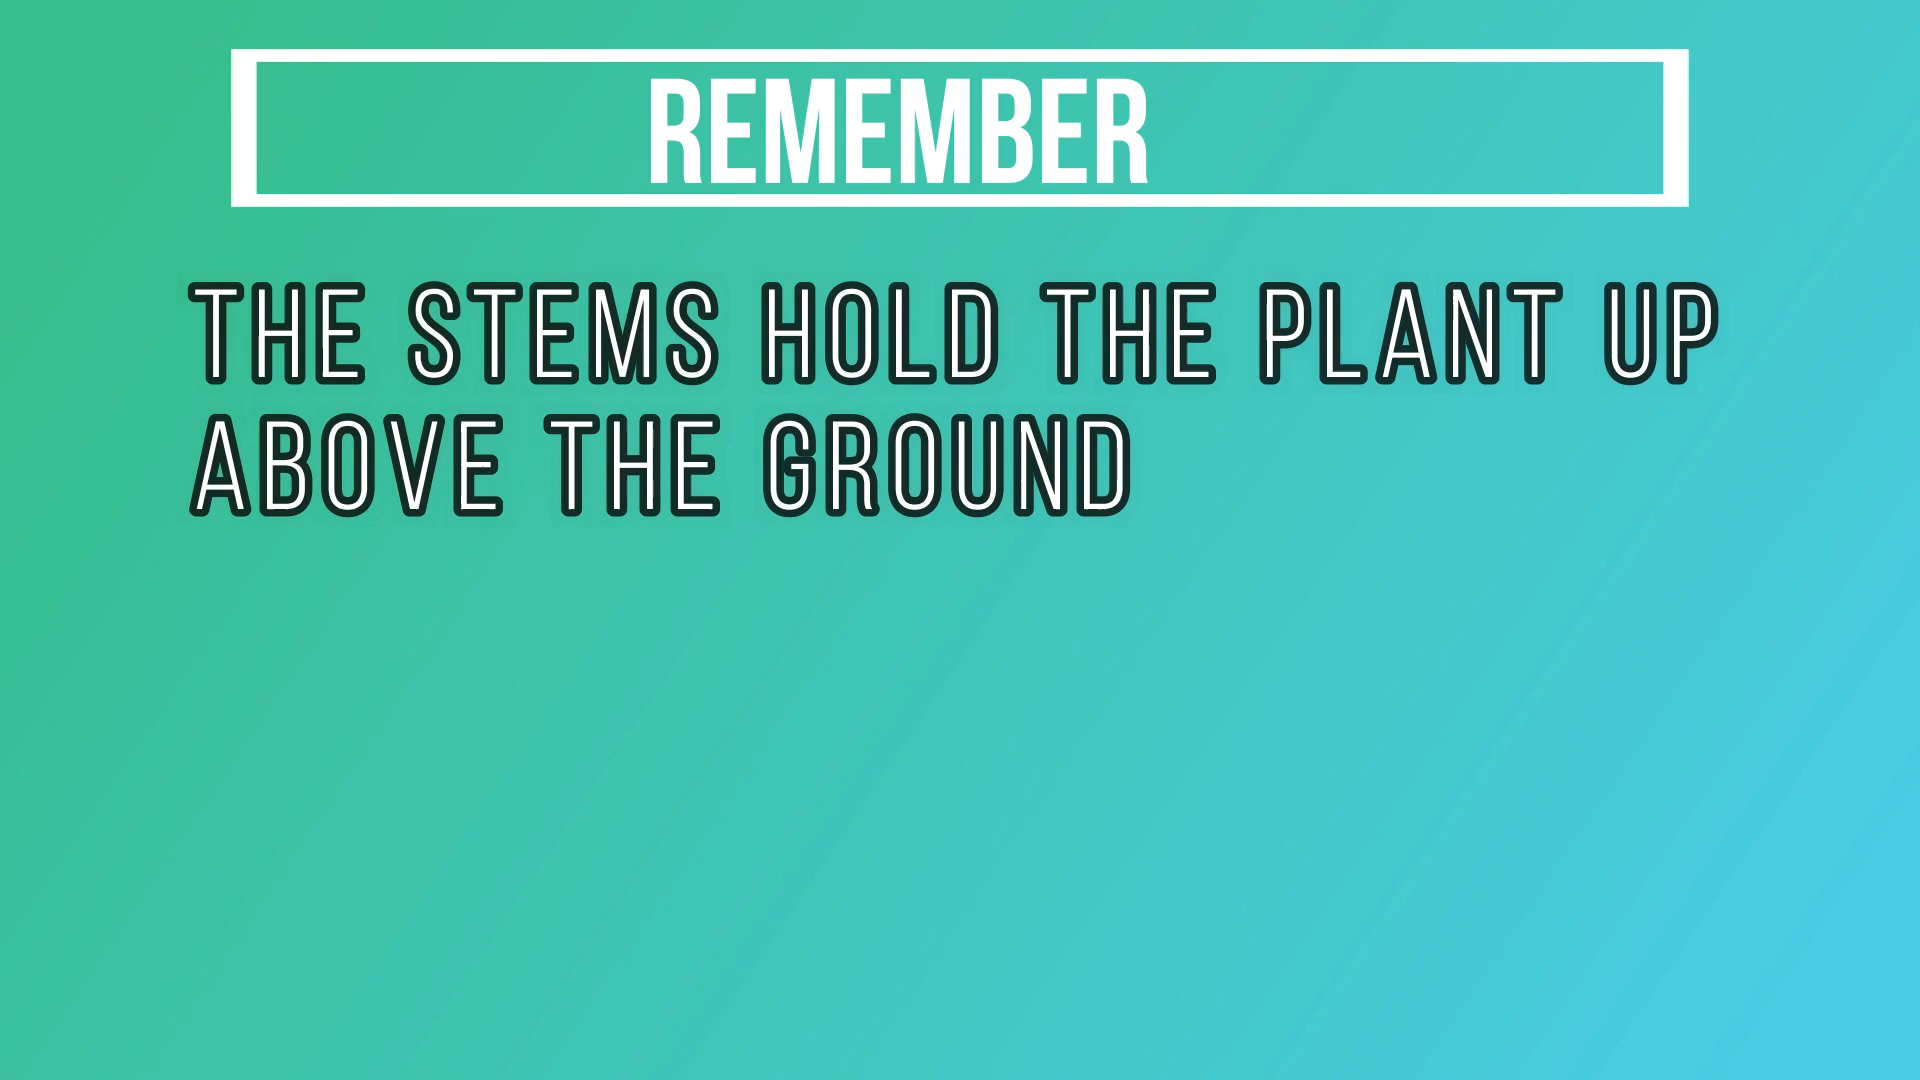 REMEMBER
THE STEMS HOLD THE PLANT UP
ABOVE THE GROUND